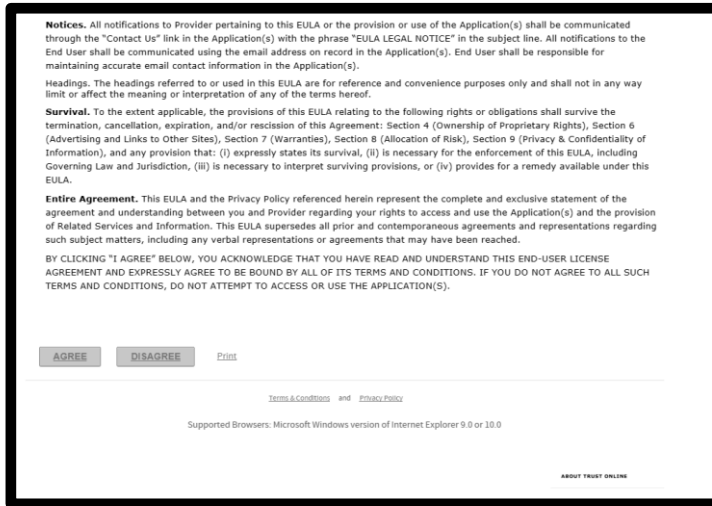 Notices. All notifications to Provider pertaining to this EULA or the provision or use of the Application(s) shall be communicated
through the "Contact Us" link in the Application(s) with the phrase "EULA LEGAL NOTICE" in the subject line. All notifications to the
End User shall be communicated using the email address on record in the Application(s). End User shall be responsible for
maintaining accurate email contact information in the Application(s).
Headings. The headings referred to or used in this EULA are for reference and convenience purposes only and shall not in any way
limit or affect the meaning or interpretation of any of the terms hereof.
Survival. To the extent applicable, the provisions of this EULA relating to the following rights or obligations shall survive the
termination, cancellation, expiration, and/or rescission of this Agreement: Section 4 (Ownership of Proprietary Rights), Section 6
(Advertising and Links to Other Sites), Section 7 (Warranties), Section 8 (Allocation of Risk), Section 9 (Privacy & Confidentiality of
Information), and any provision that: (i) expressly states its survival, (ii) is necessary for the enforcement of this EULA, including
Governing Law and Jurisdiction, (iii) is necessary to interpret surviving provisions, or (iv) provides for a remedy available under this
EULA.
Entire Agreement. This EULA and the Privacy Policy referenced herein represent the complete and exclusive statement of the
agreement and understanding between you and Provider regarding your rights to access and use the Application(s) and the provision
of Related Services and Information. This EULA supersedes all prior and contemporaneous agreements and representations regarding
such subject matters, including any verbal representations or agreements that may have been reached.
BY CLICKING "I AGREE" BELOW, YOU ACKNOWLEDGE THAT YOU HAVE READ AND UNDERSTAND THIS END-USER LICENSE
AGREEMENT AND EXPRESSLY AGREE TO BE BOUND BY ALL OF ITS TERMS AND CONDITIONS. IF YOU DO NOT AGREE TO ALL SUCH
TERMS AND CONDITIONS, DO NOT ATTEMPT TO ACCESS OR USE THE APPLICATION(S).
AGREE DISAGREE Print
Terms & Conditions and Privacy Policy
Supported Browsers: Microsoft Windows version of Internet Explorer 9.0 or 10.0
ABOUT TRUST ONLINE